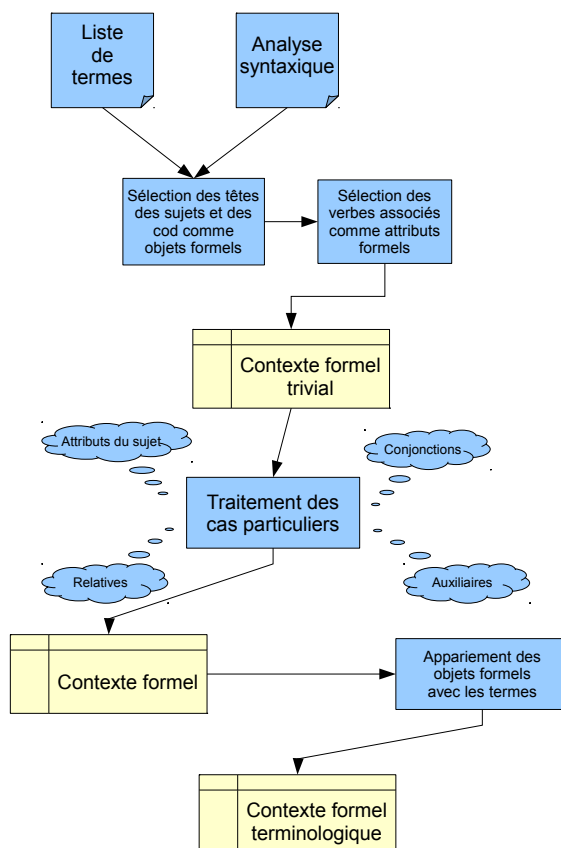 Liste
de
termes
Analyse
syntaxique
Sélection des têtes
des sujets et des
cod comme
objets formels
Sélection des
verbes associés
comme attributs
formels
Contexte formel
trivial
Attributs du sujet
Conjonctions
Traitement des
cas particuliers
Relatives
Auxiliaires
Contexte formel
Appariement des
objets formels
avec les termes
Contexte formel
terminologique